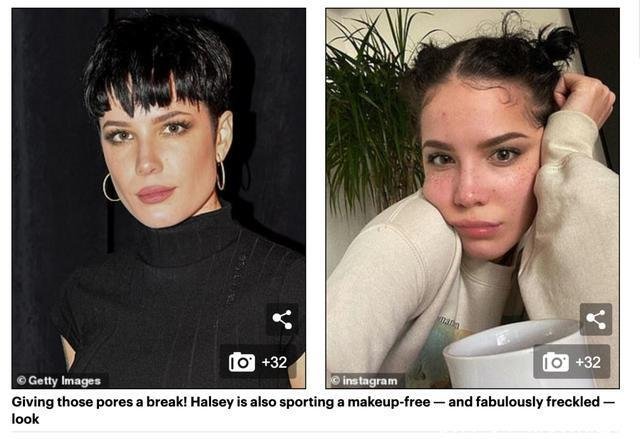 omann
+32
+32
© Getty Images
© instagram
Giving those pores a break! Halsey is also sporting a makeup-free — and fabulously freckled —
look